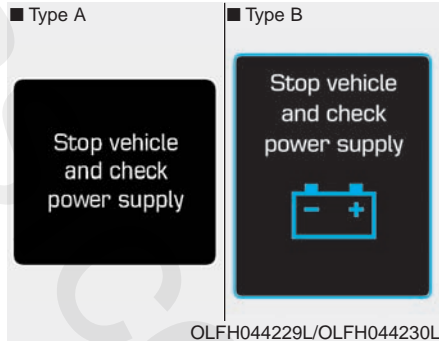 ■ Type A
■ Type B
Stop vehicle
and check
power supply
Stop vehicle
and check
power supply
- +
OLFH044229L/OLFH044230L